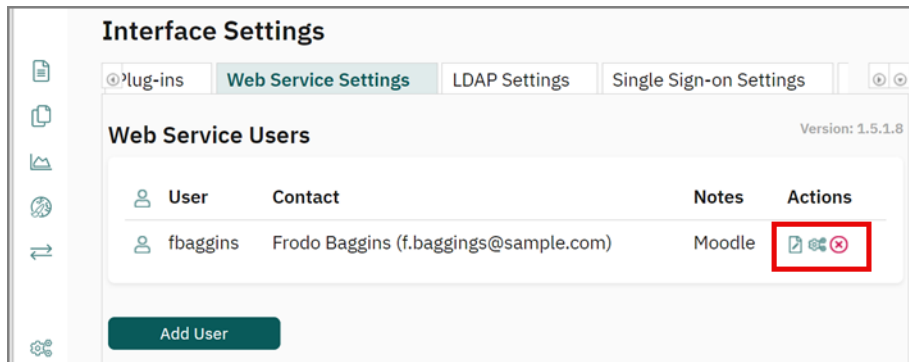 Interface Settings
Plug-ins Web Service Settings LDAP Settings Single Sign-on Settings
Web Service Users Version: 1.5.1.8
User Contact Notes Actions
fbaggins Frodo Baggins (f.baggings@sample.com) Moodle
Add User